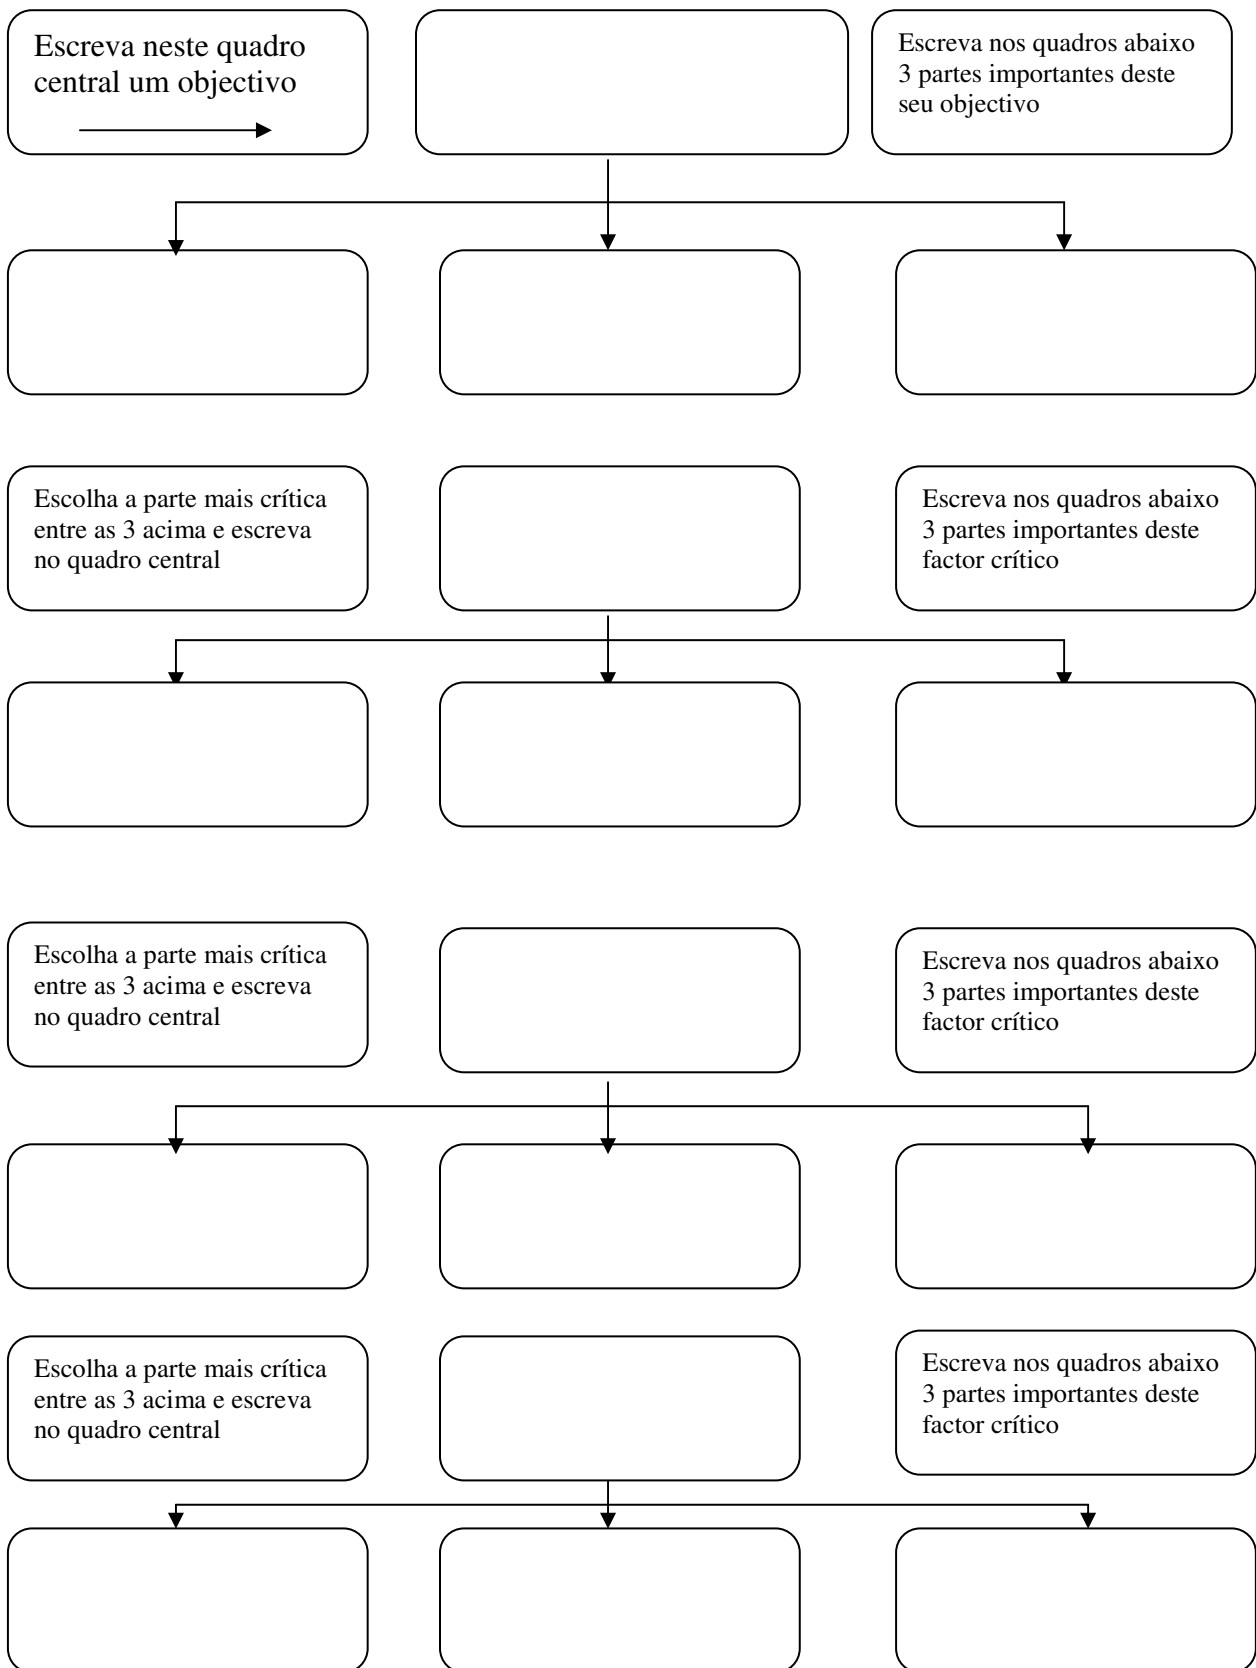 Escreva neste quadro
central um objectivo
Escreva nos quadros abaixo
3 partes importantes deste
seu objectivo
Escolha a parte mais crítica
entre as 3 acima e escreva
no quadro central
Escreva nos quadros abaixo
3 partes importantes deste
factor crítico
Escolha a parte mais crítica
entre as 3 acima e escreva
no quadro central
Escreva nos quadros abaixo
3 partes importantes deste
factor crítico
Escolha a parte mais crítica
entre as 3 acima e escreva
no quadro central
Escreva nos quadros abaixo
3 partes importantes deste
factor crítico